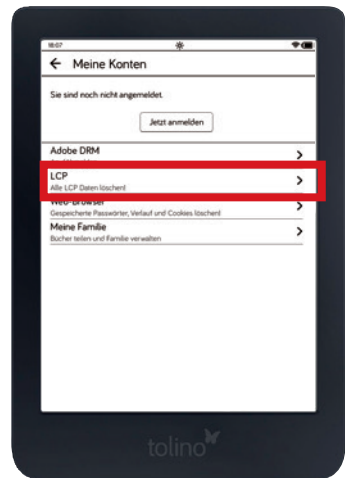 18:07
Meine Konten
Sie sind noch nicht angemeldet.
Jetzt anmelden
Adobe DRM
LCP
Alle LCP Daten löschen!
Web-Browser
Gespeicherte Passwörter, Verlauf und Cookies löschen!
Meine Familie
Bücher teilen und Familie verwalten
tolino